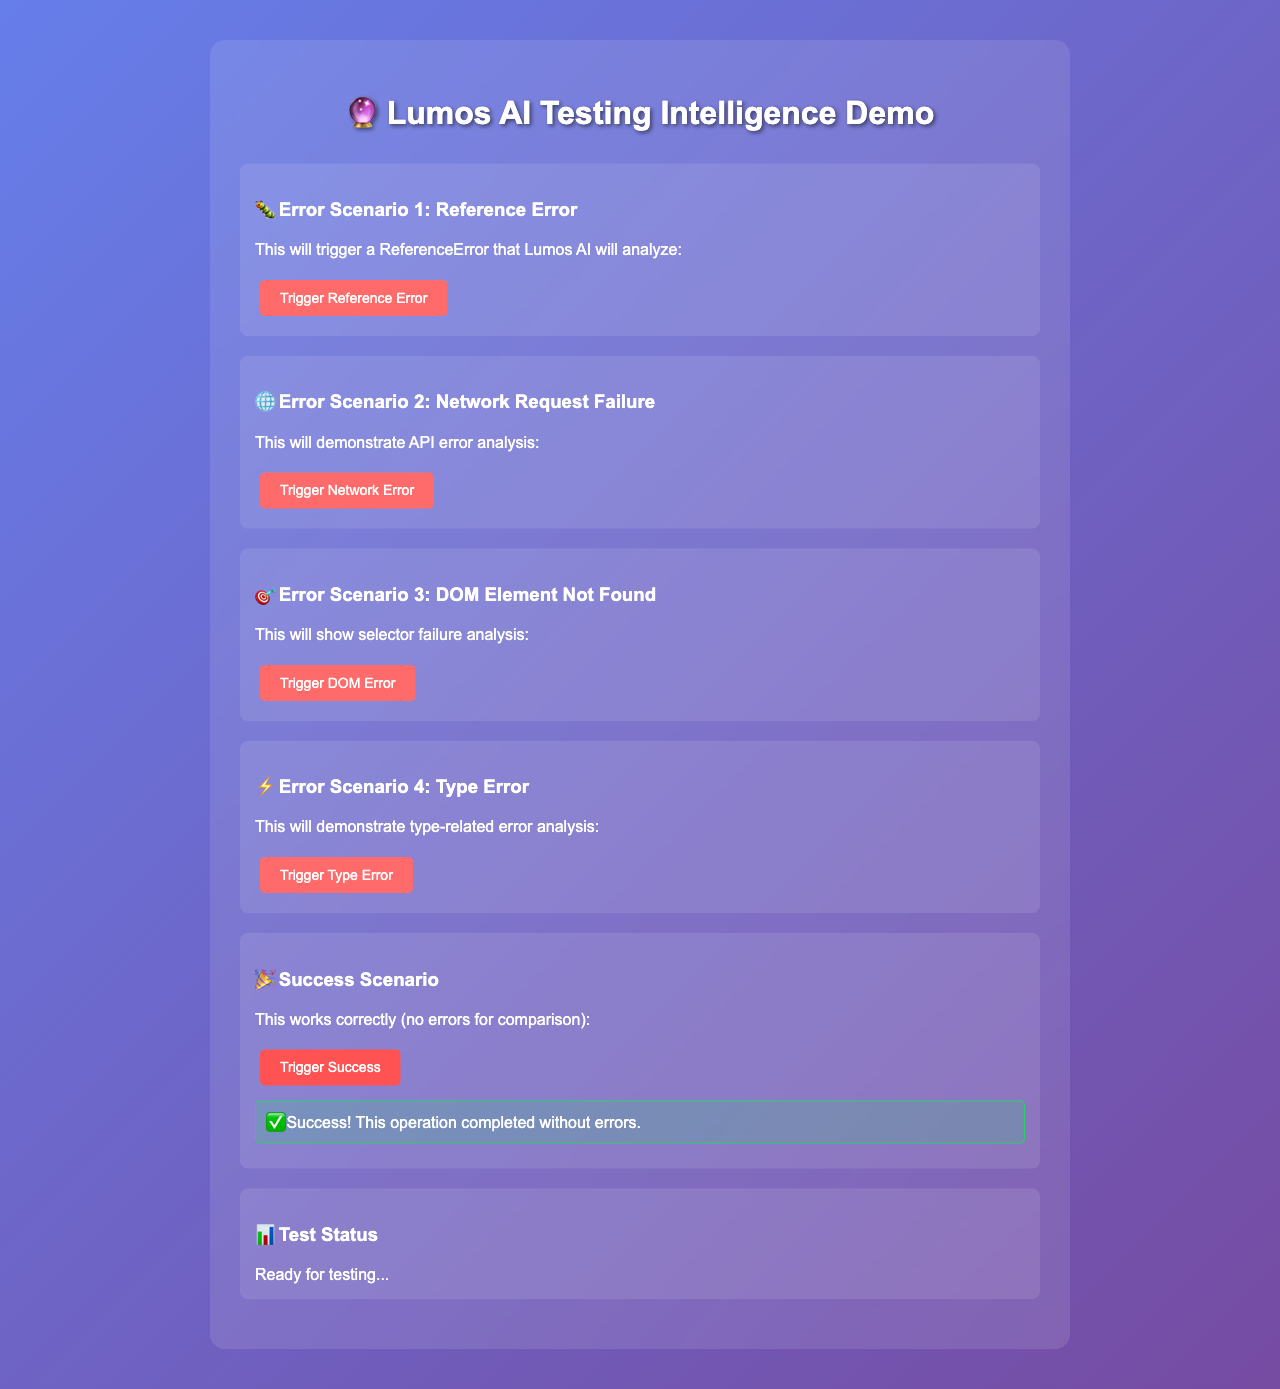 🔮 Lumos AI Testing Intelligence Demo
🐛 Error Scenario 1: Reference Error
This will trigger a ReferenceError that Lumos AI will analyze:
Trigger Reference Error
🌐 Error Scenario 2: Network Request Failure
This will demonstrate API error analysis:
Trigger Network Error
🎯 Error Scenario 3: DOM Element Not Found
This will show selector failure analysis:
Trigger DOM Error
⚡ Error Scenario 4: Type Error
This will demonstrate type-related error analysis:
Trigger Type Error
🎉 Success Scenario
This works correctly (no errors for comparison):
Trigger Success
✅ Success! This operation completed without errors.
📊 Test Status
Ready for testing...